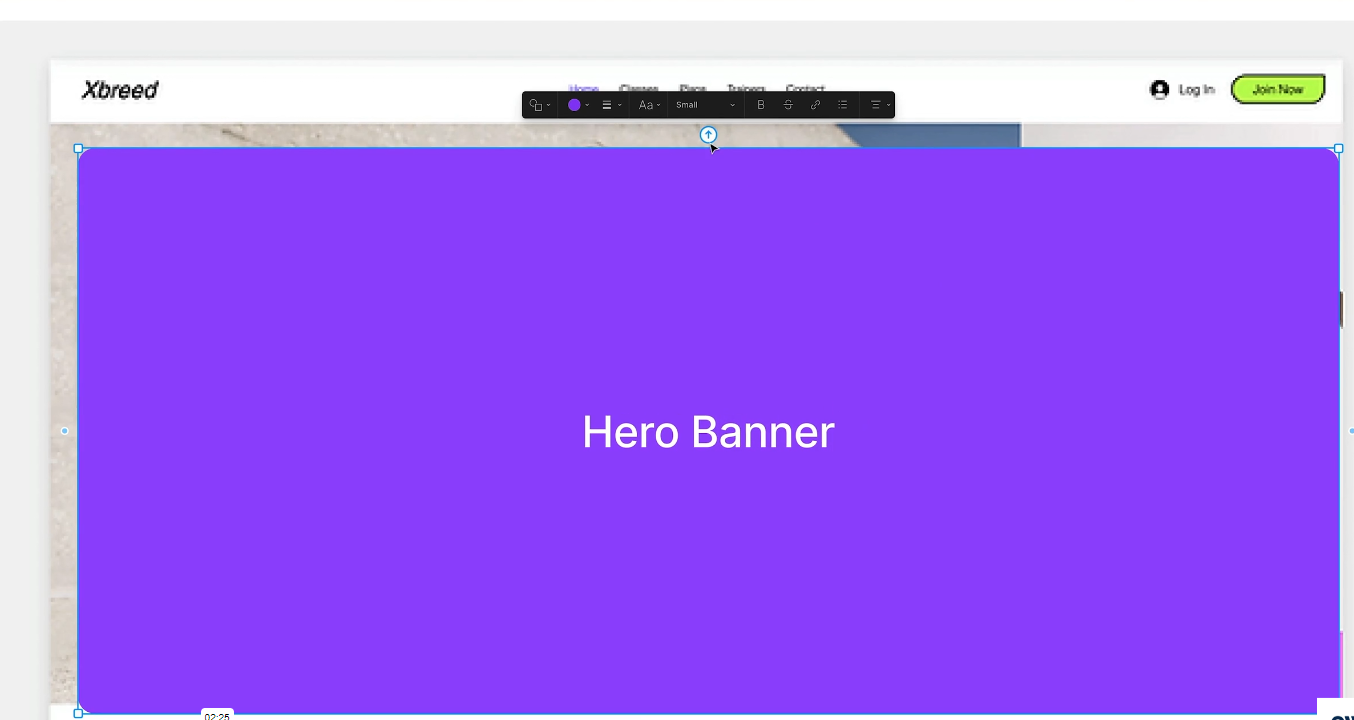 Xbreed
Home Classes Plans Trainers Contact
Log In
Join Now
Aa
Small
B
S
Hero Banner
02:25